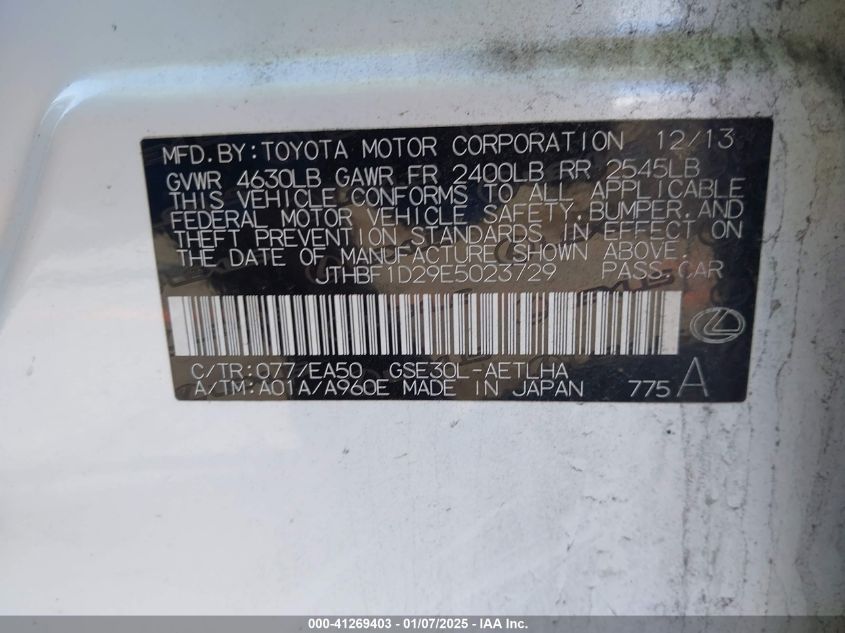 MFD.BY:TOYOTA MOTOR CORPORATION 12/13
GVWR 4630LB GAWR FR 2400LB RR 2545LB
THIS VEHICLE CONFORMS TO ALL APPLICABLE
FEDERAL MOTOR VEHICLE SAFETY,BUMPER,AND
THEFT PREVENTION STANDARDS IN EFFECT ON
THE DATE OF MANUFACTURE SHOWN ABOVE.
JTHBF1D29E5023729 PASS.CAR
C/TR:077/EA50 GSE30L-AETLHA
A/TM:A01A/A960E MADE IN JAPAN 775 A
000-41269403 - 01/07/2025 - IAA Inc.